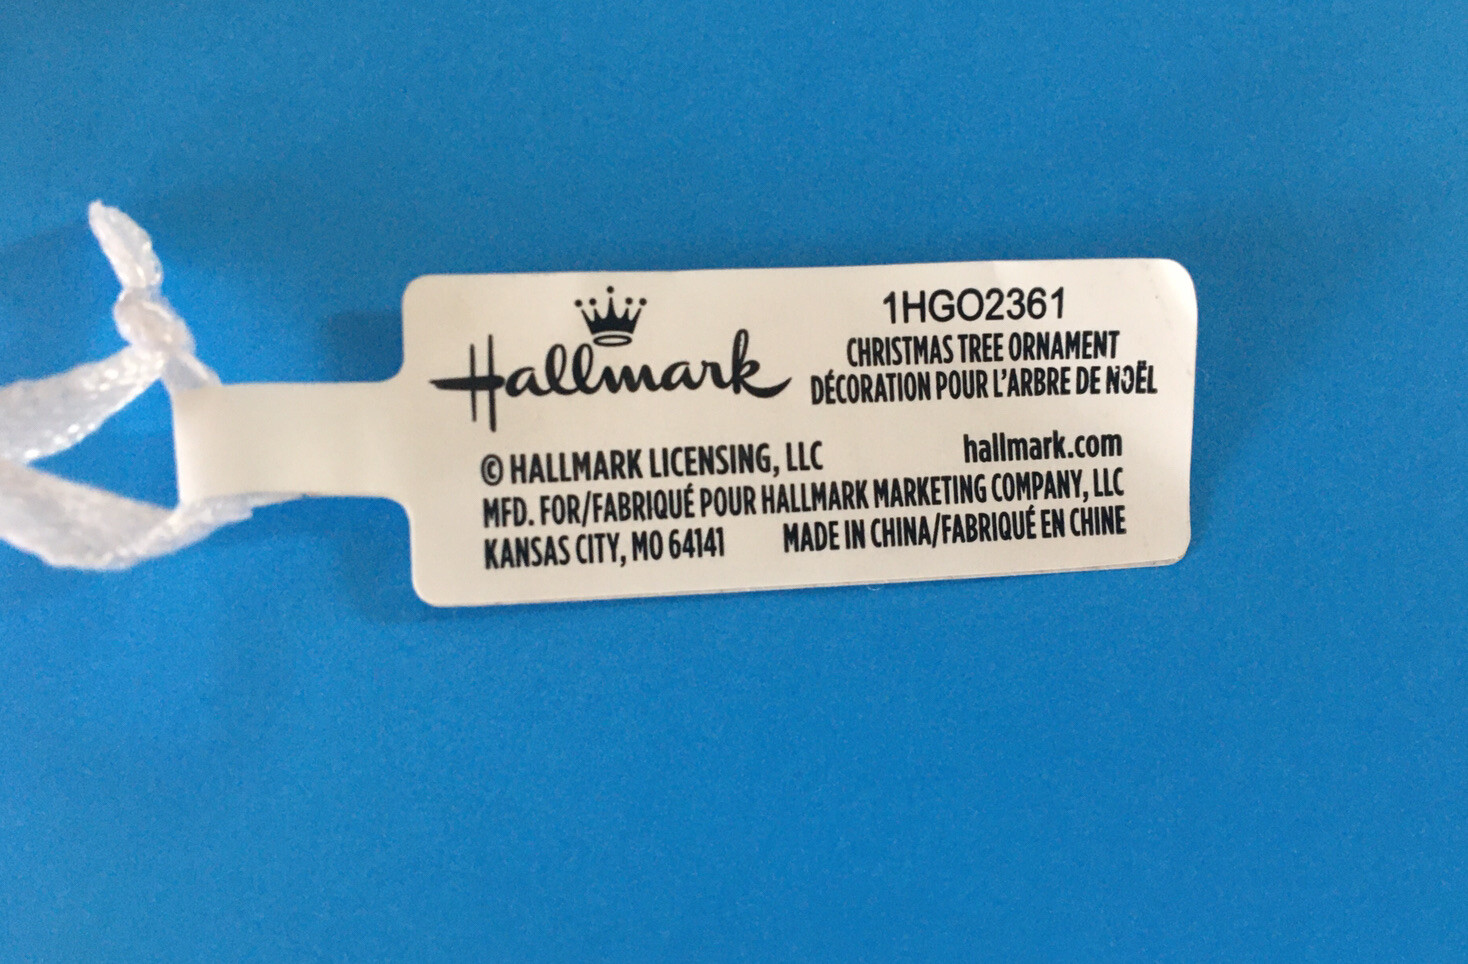 Hallmark
1HGO2361
CHRISTMAS TREE ORNAMENT
DÉCORATION POUR L'ARBRE DE NOËL
© HALLMARK LICENSING, LLC hallmark.com
MFD. FOR/FABRIQUÉ POUR HALLMARK MARKETING COMPANY, LLC
KANSAS CITY, MO 64141 MADE IN CHINA/FABRIQUÉ EN CHINE